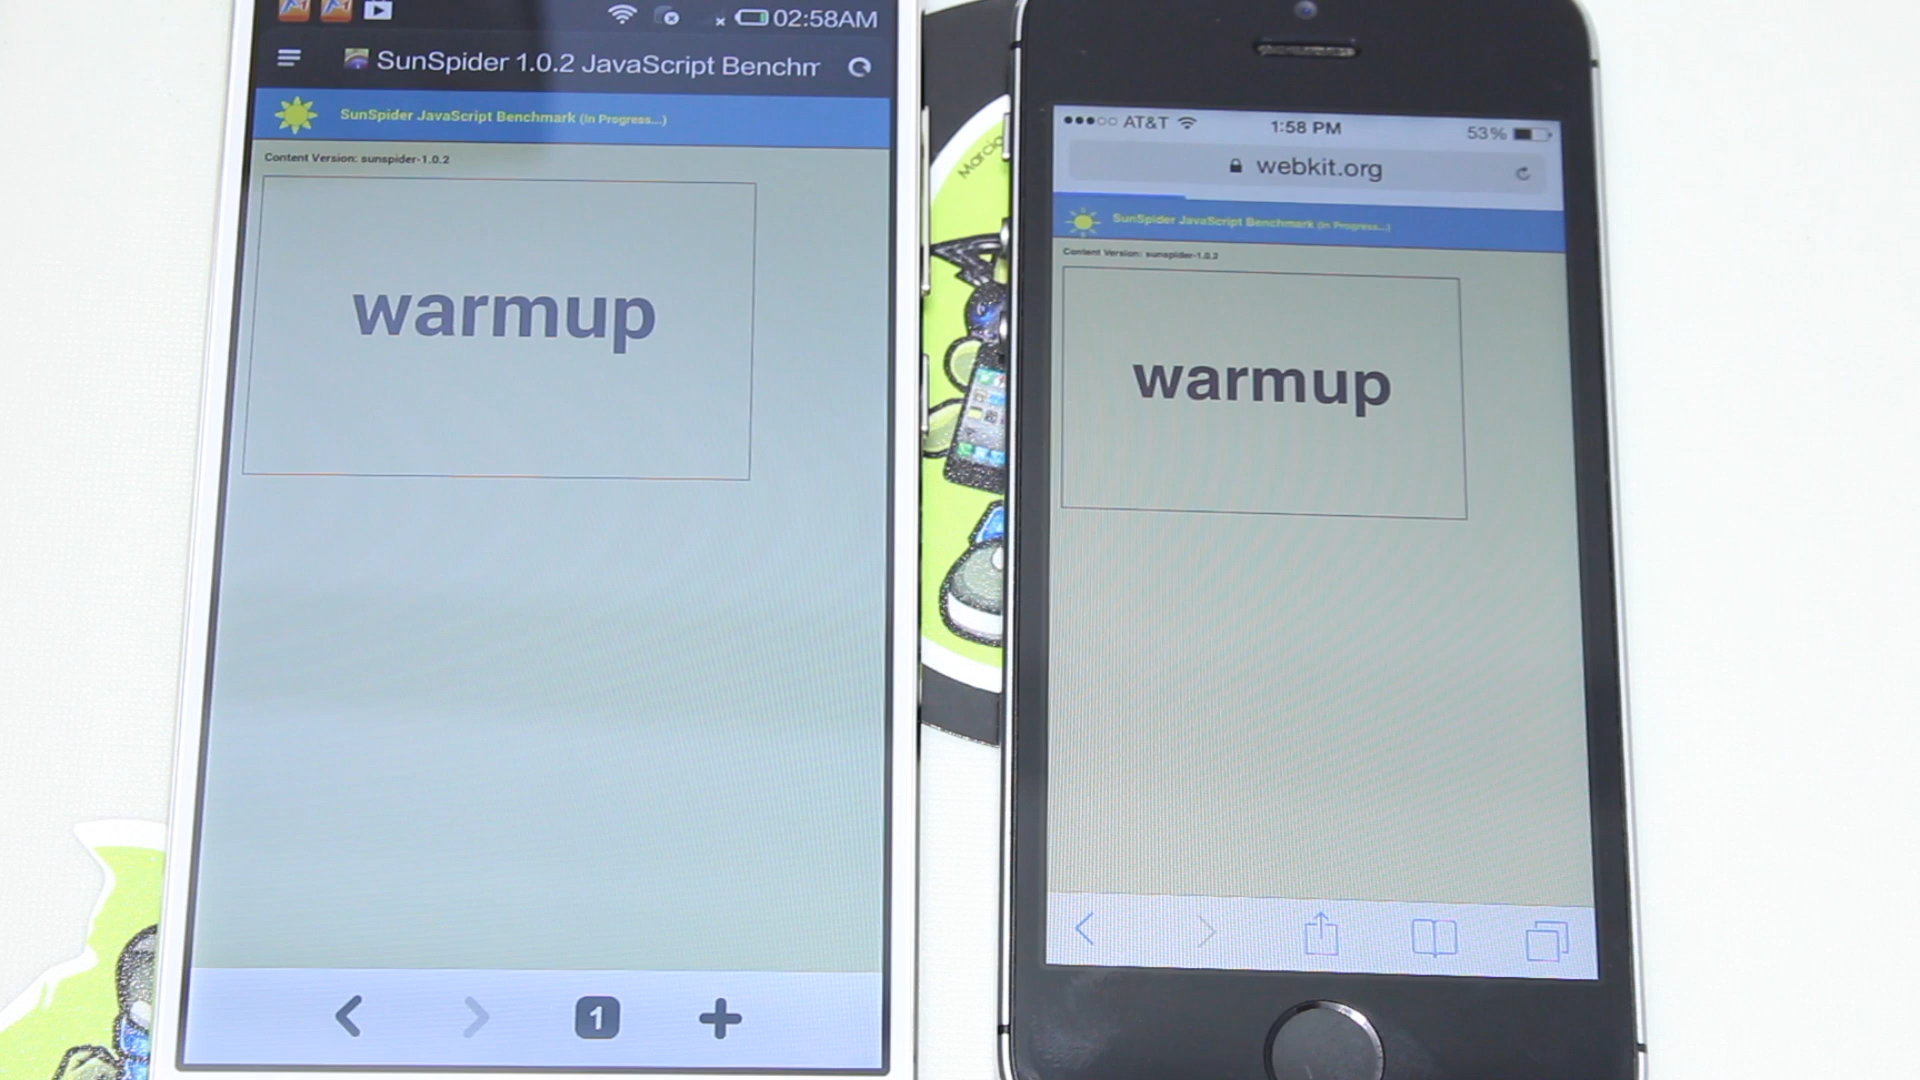 02:58AM
SunSpider 1.0.2 JavaScript Benchm
SunSpider JavaScript Benchmark (In Progress...)
Content Version: sunspider-1.0.2
warmup
1
Marcia
AT&T 1:58 PM 53%
webkit.org
SunSpider JavaScript Benchmark (In Progress...)
Content Version: sunspider-1.0.2
warmup